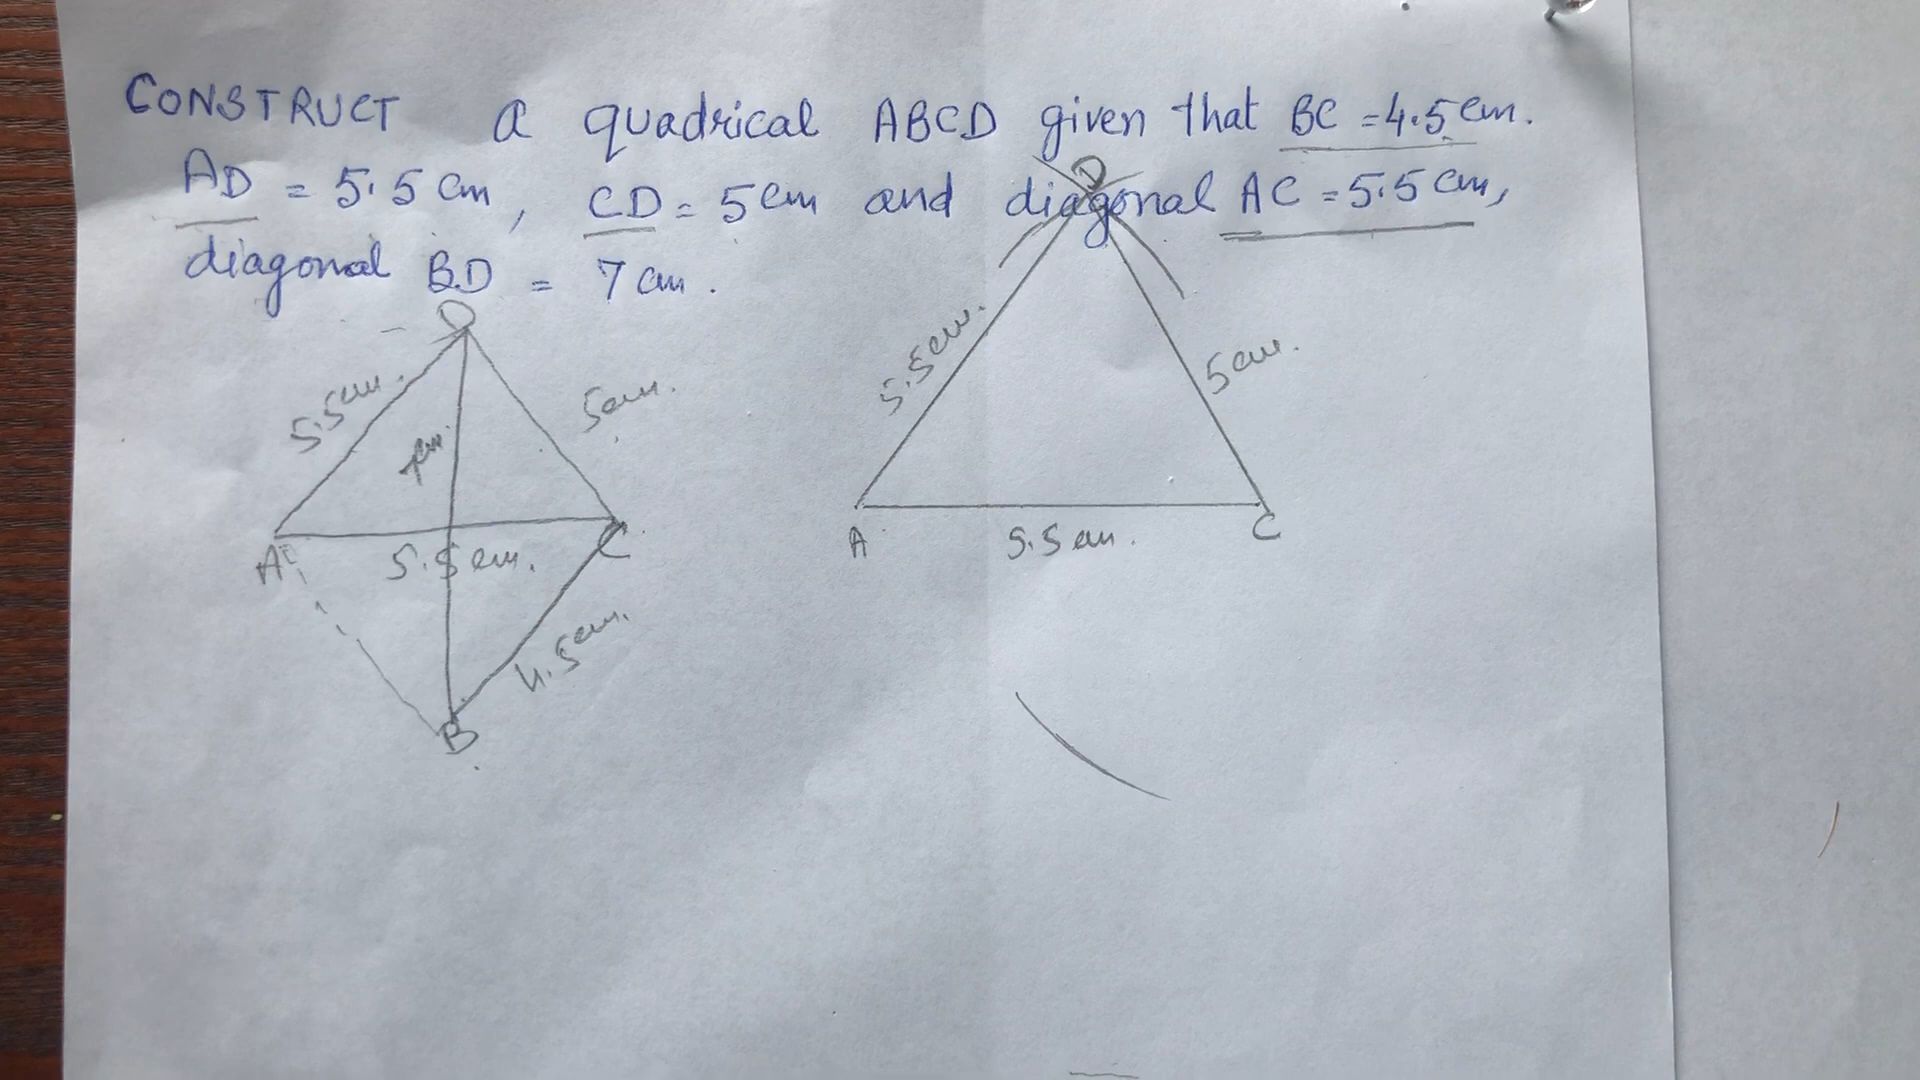 CONSTRUCT a quadrical ABCD given that BC = 4.5 cm.
AD = 5.5 cm, CD = 5 cm and diagonal AC = 5.5 cm,
diagonal BD = 7 cm.
D
D
5.5 cm.
5 cm.
7cm.
5.5 cm.
5 cm.
A
5.5 cm.
C
A
5.5 cm.
C
4.5 cm.
B